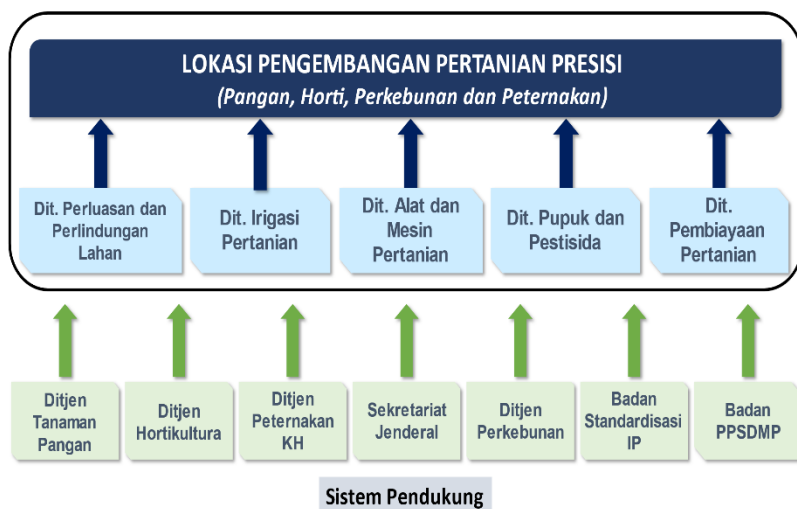 LOKASI PENGEMBANGAN PERTANIAN PRESISI
(Pangan, Horti, Perkebunan dan Peternakan)
Dit. Perluasan dan
Perlindungan
Lahan
Dit. Irigasi
Pertanian
Dit. Alat dan
Mesin
Pertanian
Dit. Pupuk dan
Pestisida
Dit.
Pembiayaan
Pertanian
Ditjen
Tanaman
Pangan
Ditjen
Hortikultura
Ditjen
Peternakan
KH
Sekretariat
Jenderal
Ditjen
Perkebunan
Badan
Standardisasi
IP
Badan
PPSDMP
Sistem Pendukung